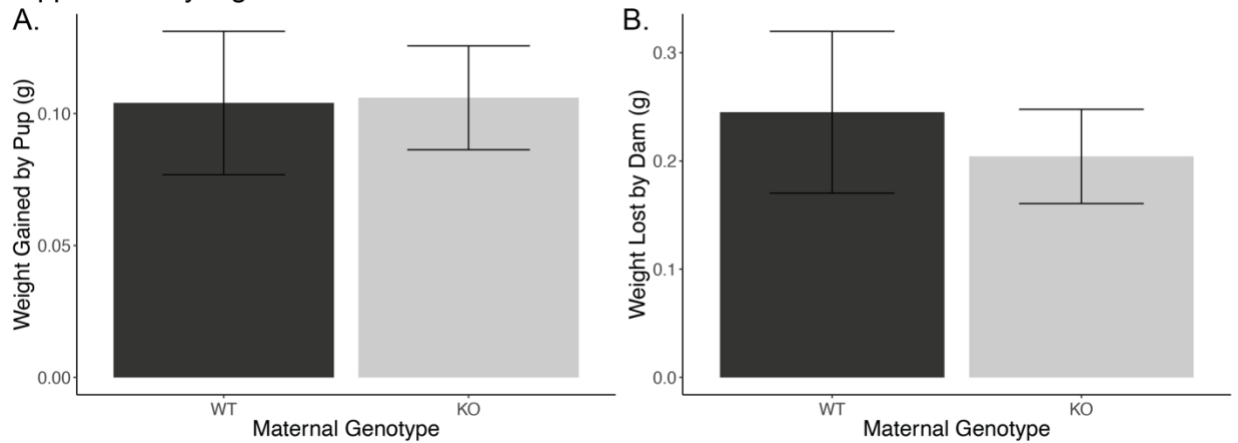 A.
Weight Gained by Pup (g)
0.10
0.05
0.00
WT
KO
Maternal Genotype
B.
Weight Lost by Dam (g)
0.3
0.2
0.1
0.0
WT
KO
Maternal Genotype